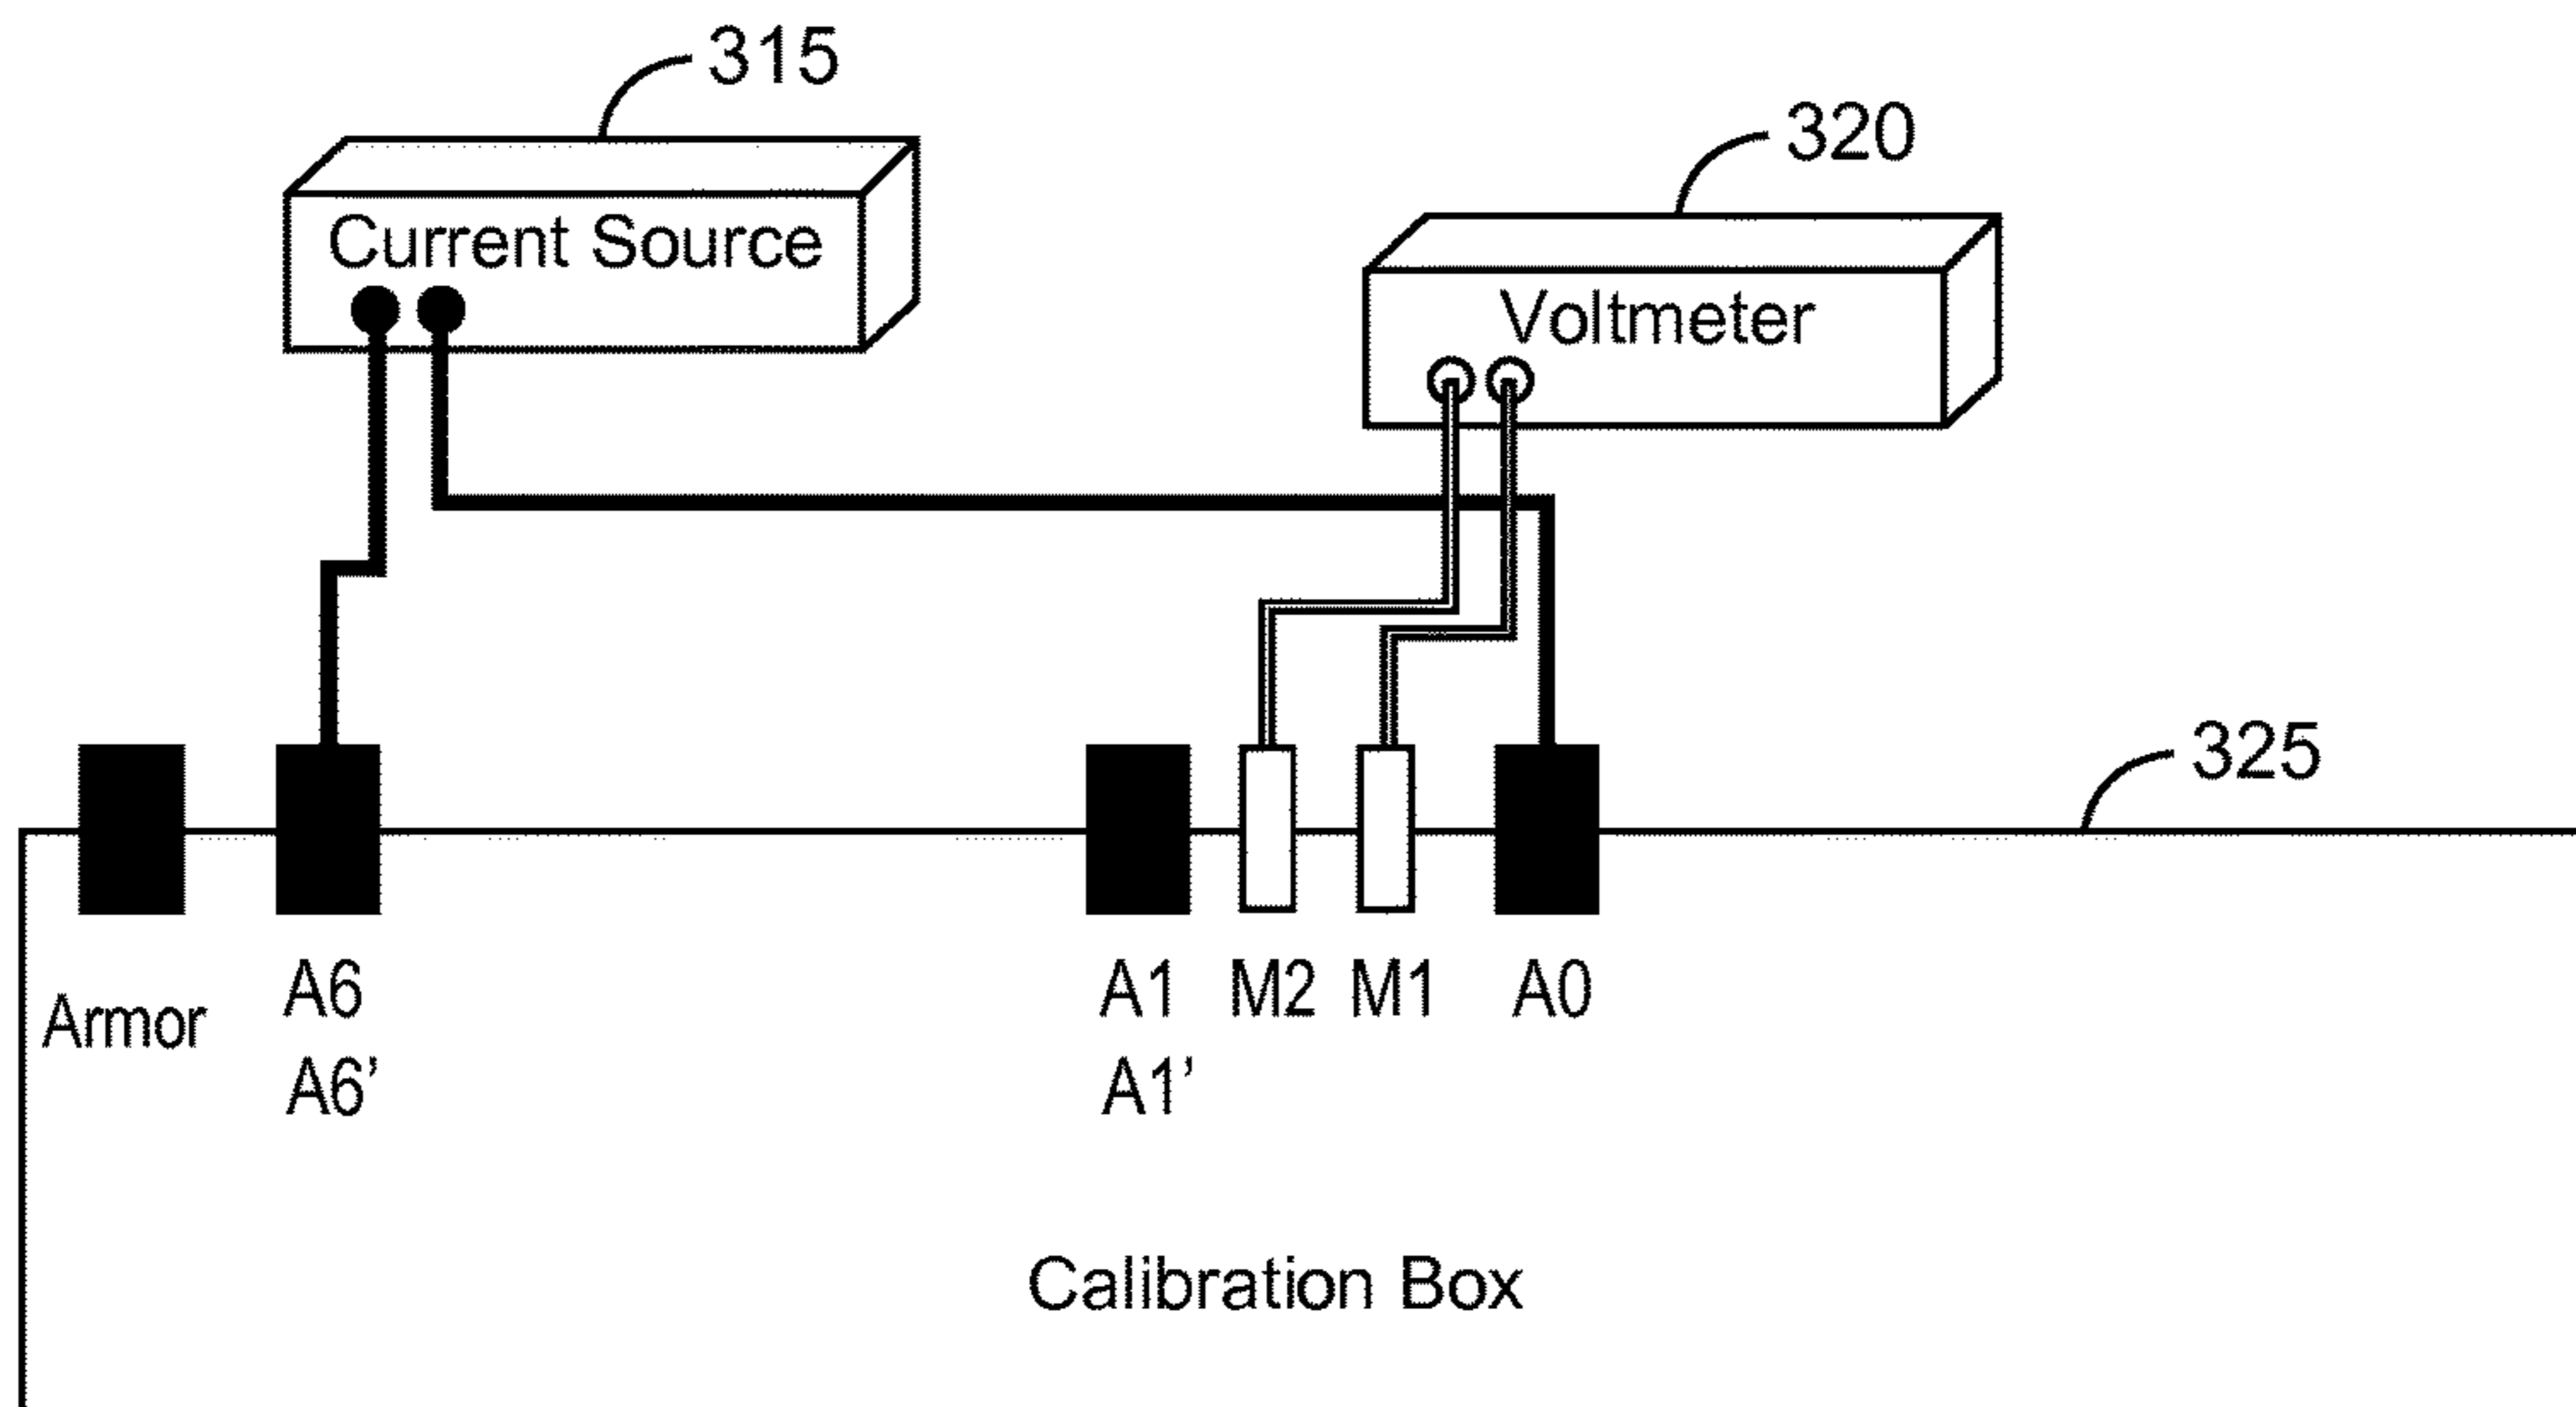 315
320
Current Source
Voltmeter
325
Armor
A6
A6’
A1
A1’
M2
M1
A0
Calibration Box